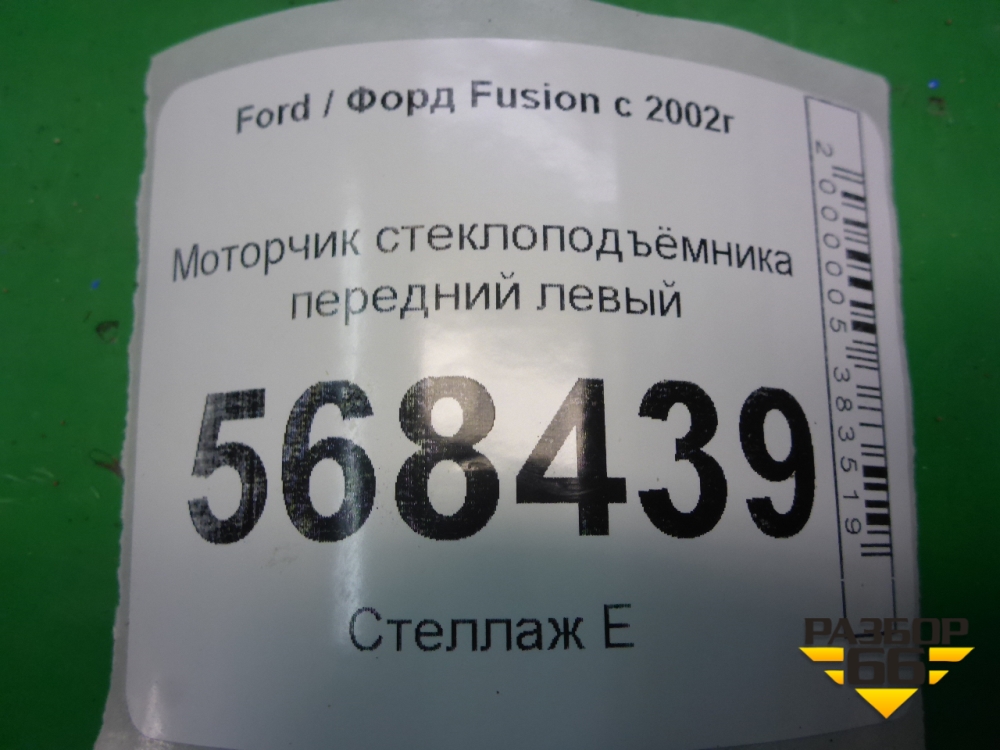 Ford / Форд Fusion с 2002г
Моторчик стеклоподъёмника
передний левый
568439
Стеллаж Е
2000005383519
РАЗБОР
66